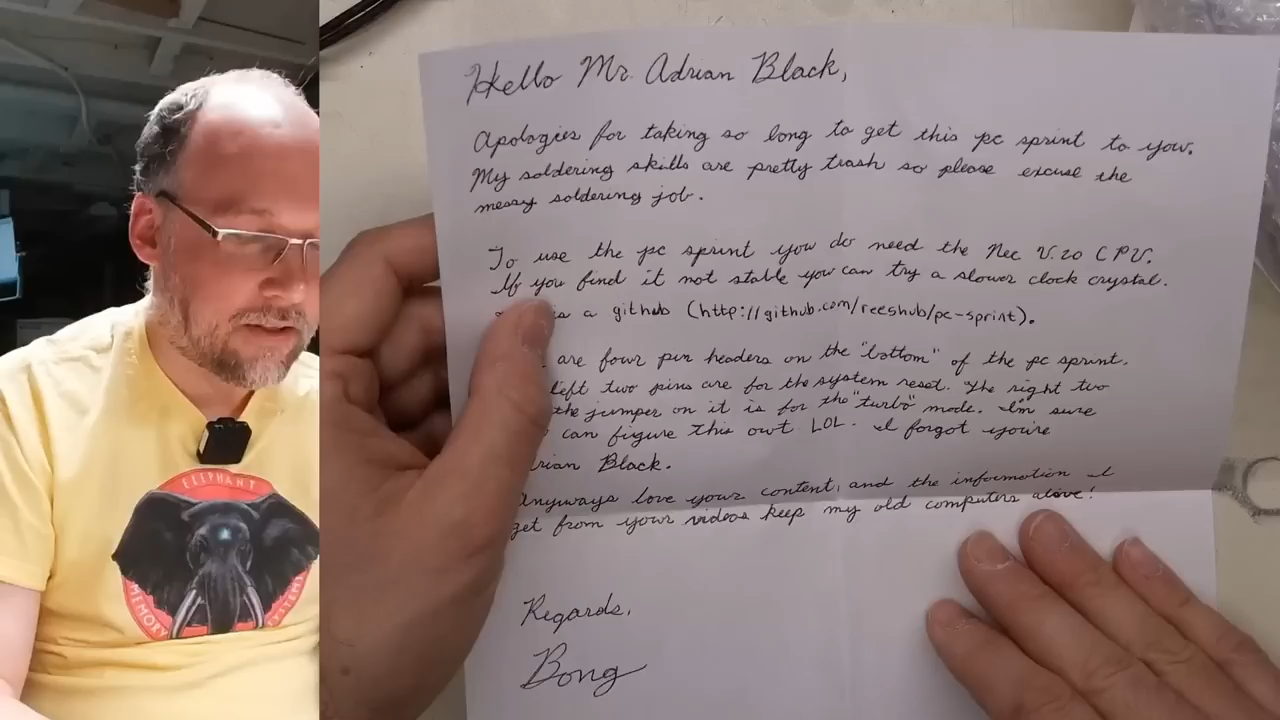 Hello Mr. Adrian Black,
Apologies for taking so long to get this pc sprint to you.
My soldering skills are pretty trash so please excuse the
messy soldering job.
To use the pc sprint you do need the Nec V20 CPU.
If you find it not stable you can try a slower clock crystal.
is a github (http://github.com/reeshub/pc-sprint).
are four pin headers on the "bottom" of the pc sprint.
left two pins are for the system reset. The right two
the jumper on it is for the "turbo" mode. I'm sure
can figure this out LOL. I forgot you're
rian Black.
Anyways love your content, and the information I
get from your videos keep my old computers alive!
Regards,
Bong
ELEPHANT
MEMORY SYSTEMS